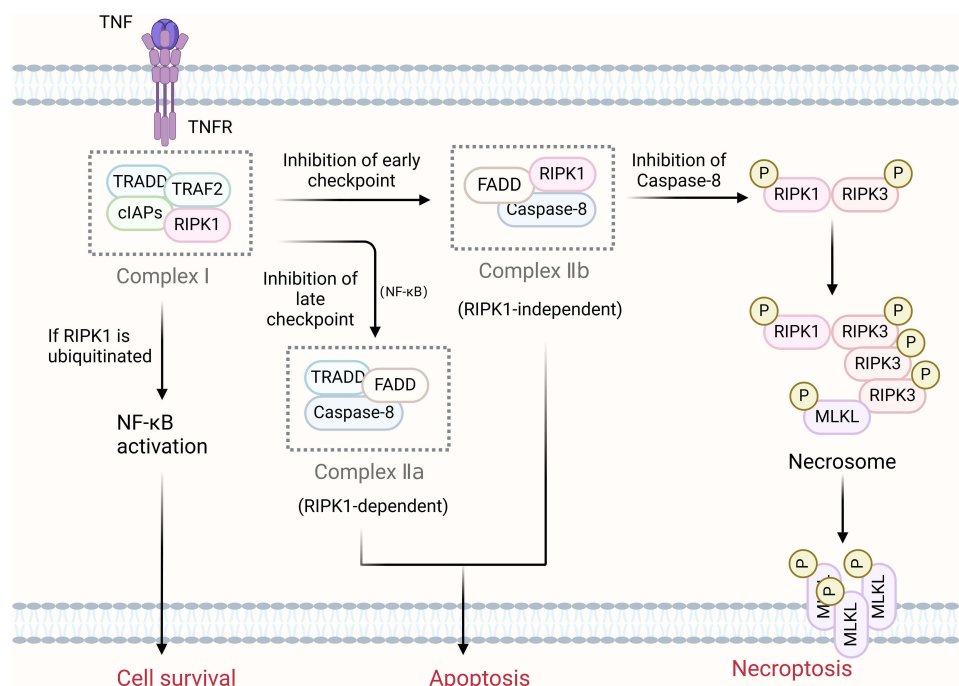 TNF
TNFR
TRADD
TRAF2
cIAPs
RIPK1
Complex I
Inhibition of early
checkpoint
FADD
RIPK1
Caspase-8
Complex IIb
(RIPK1-independent)
Inhibition of
Caspase-8
P
P
RIPK1
RIPK3
Inhibition of
late
checkpoint
(NF-κB)
If RIPK1 is
ubiquitinated
NF-κB
activation
TRADD
FADD
Caspase-8
Complex IIa
(RIPK1-dependent)
P
P
RIPK1
RIPK3
P
RIPK3
P
RIPK3
P
MLKL
Necrosome
P
P
P
MLKL
MLKL
MLKL
Cell survival
Apoptosis
Necroptosis